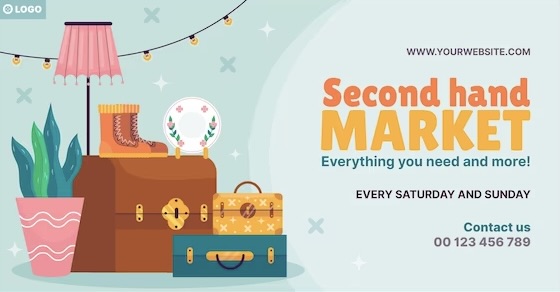 LOGO
WWW.YOURWEBSITE.COM
Second hand
MARKET
Everything you need and more!
EVERY SATURDAY AND SUNDAY
Contact us
00 123 456 789